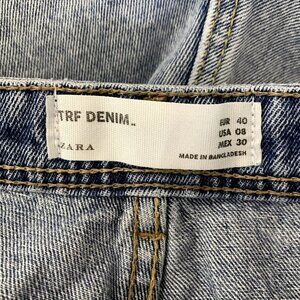 TRF DENIM.
ZARA
EUR 40
USA 08
MEX 30
MADE IN BANGLADESH